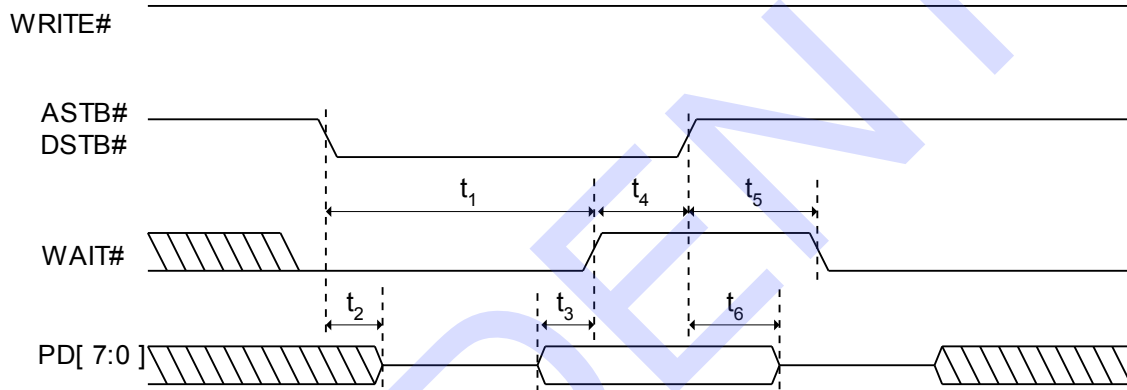 WRITE#
ASTB#
DSTB#
t1 t4 t5
WAIT#
t2 t3 t6
PD[ 7:0 ]